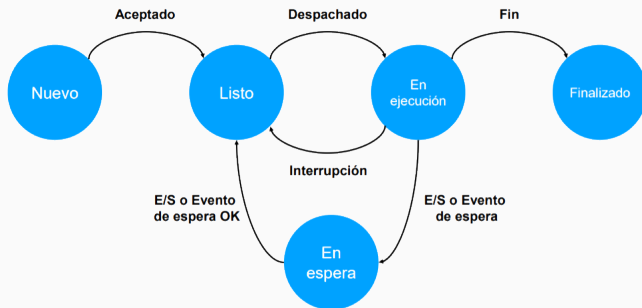 Aceptado
Despachado
Fin
Nuevo
Listo
En
ejecución
Finalizado
Interrupción
E/S o Evento
de espera OK
E/S o Evento
de espera
En
espera